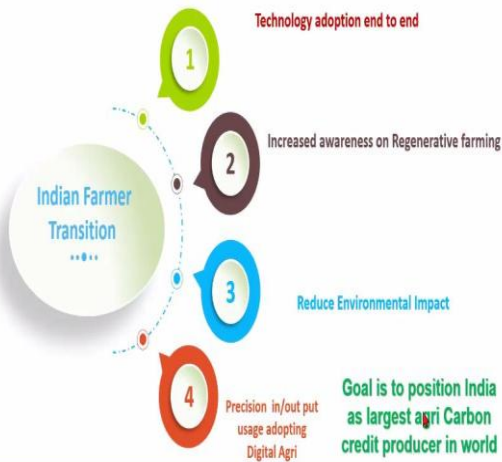 Technology adoption end to end
1
Increased awareness on Regenerative farming
2
Indian Farmer
Transition
3
Reduce Environmental Impact
4
Precision in/out put
usage adopting
Digital Agri
Goal is to position India
as largest agri Carbon
credit producer in world